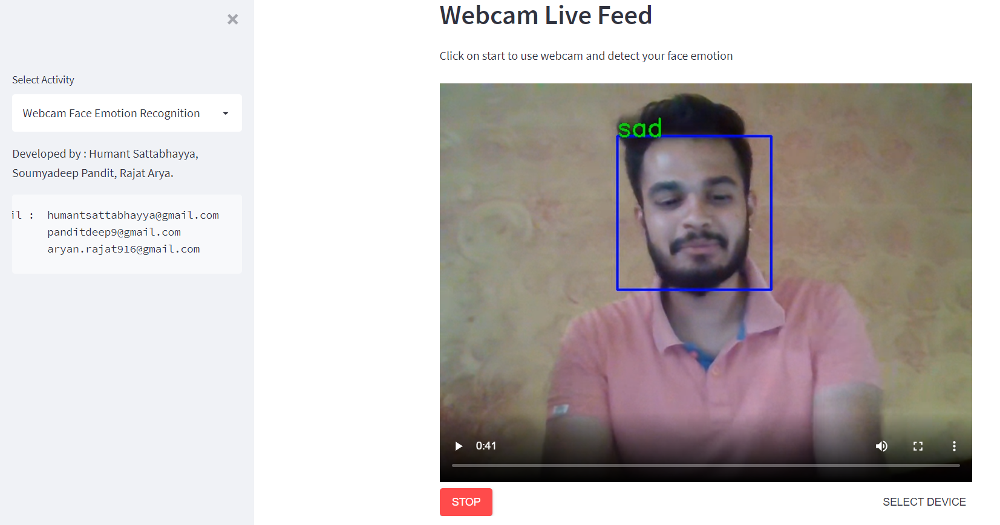 Select Activity
Webcam Face Emotion Recognition
Developed by : Humant Sattabhayya,
Soumyadeep Pandit, Rajat Arya.
il : humantsattabhayya@gmail.com
panditdeep9@gmail.com
aryan.rajat916@gmail.com
Webcam Live Feed
Click on start to use webcam and detect your face emotion
sad
0:41
STOP
SELECT DEVICE